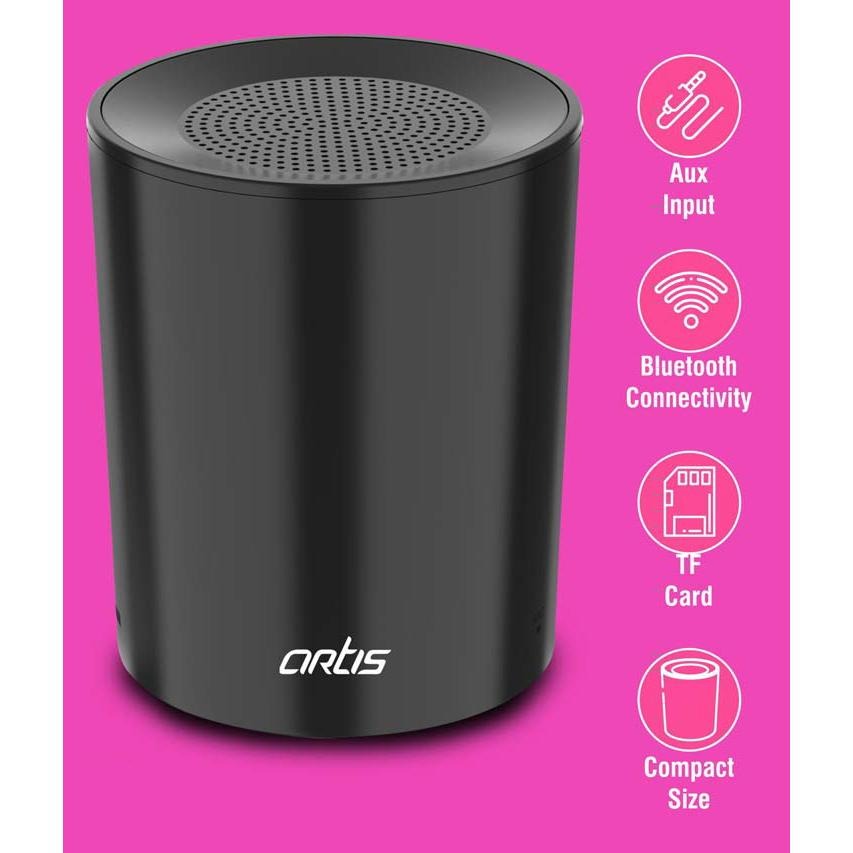 artis
Aux
Input
Bluetooth
Connectivity
TF
Card
Compact
Size